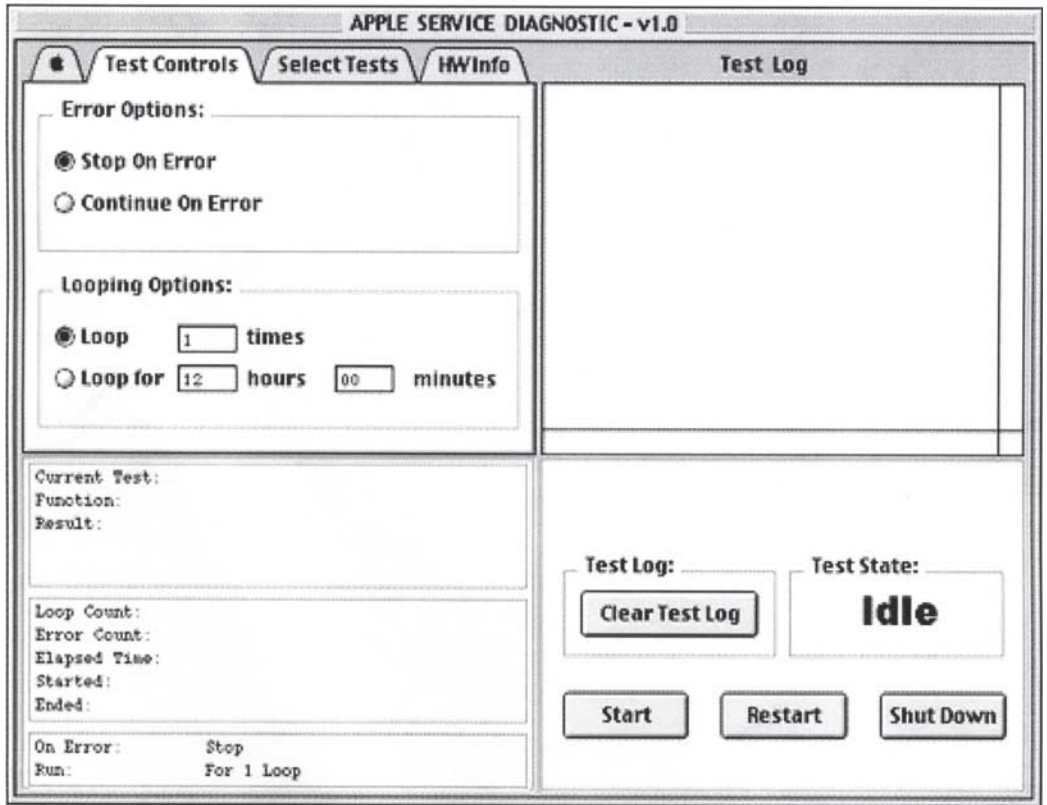 APPLE SERVICE DIAGNOSTIC - v1.0
Test Controls
Select Tests
HW Info
Test Log
Error Options:
Stop On Error
Continue On Error
Looping Options:
Loop 1 times
Loop for 12 hours 00 minutes
Current Test:
Function:
Result:
Loop Count:
Error Count:
Elapsed Time:
Started:
Ended:
On Error: Stop
Run: For 1 Loop
Test Log:
Clear Test Log
Test State:
Idle
Start
Restart
Shut Down